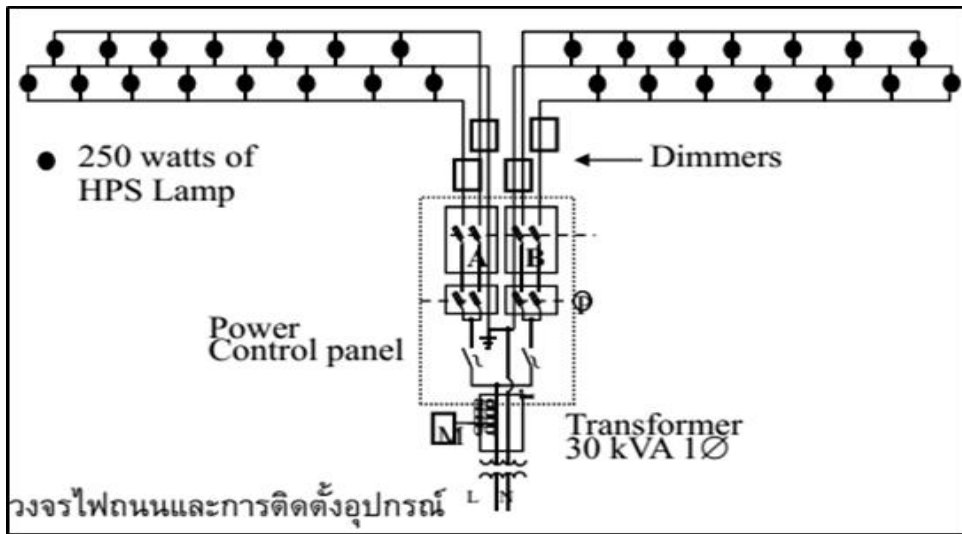 250 watts of
HPS Lamp
Dimmers
A
B
P
Power
Control panel
M
Transformer
30 kVA 1∅
L N
วงจรไฟถนนและการติดตั้งอุปกรณ์